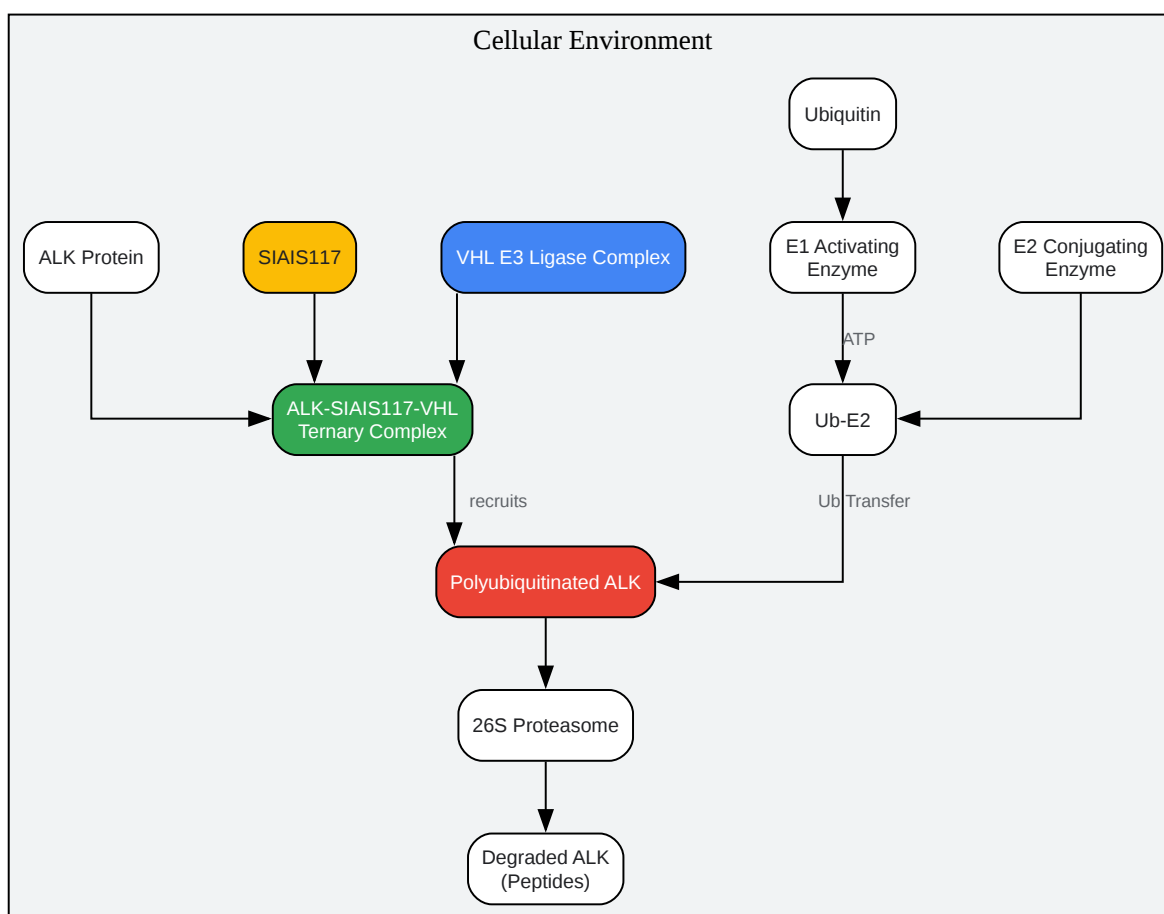 Cellular Environment
Ubiquitin
ALK Protein
SIAIS117
VHL E3 Ligase Complex
E1 Activating
Enzyme
E2 Conjugating
Enzyme
ATP
ALK-SIAIS117-VHL
Ternary Complex
Ub-E2
recruits
Ub Transfer
Polyubiquitinated ALK
26S Proteasome
Degraded ALK
(Peptides)